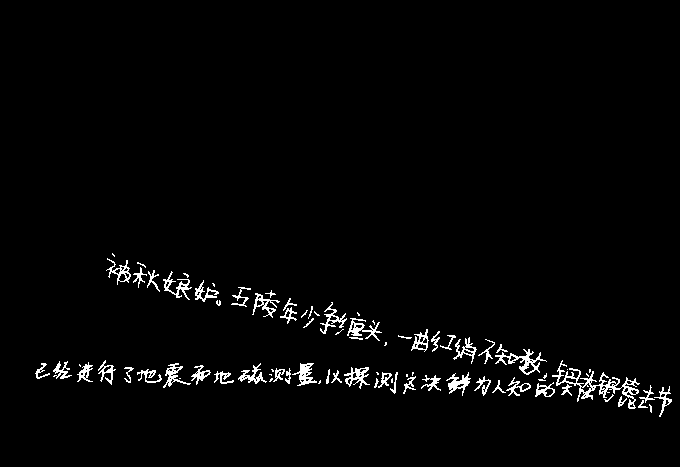 被秋娘妒。五陵年少争缠头,一曲红绡不知数,钿头银篦击节
已经进行了地震和地磁测量,以探测这块鲜为人知的